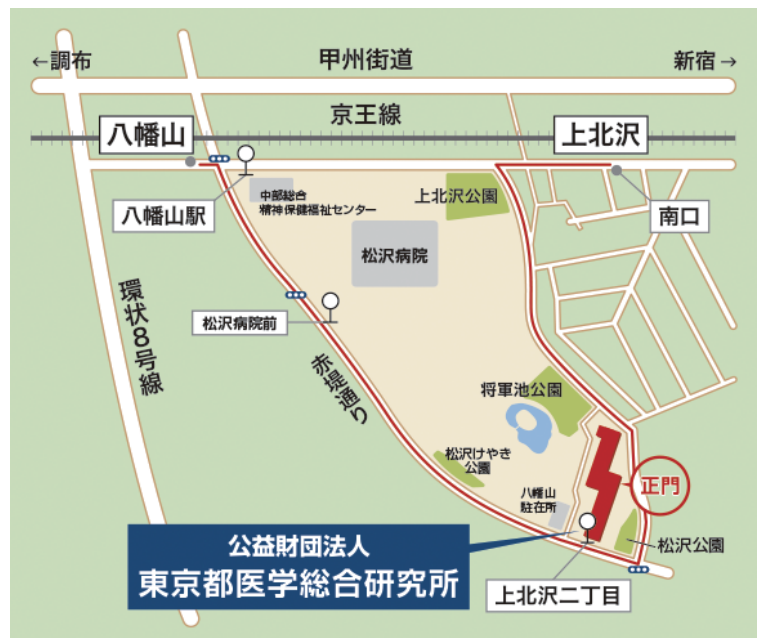 ←調布
甲州街道
新宿→
京王線
八幡山
上北沢
中部総合
精神保健福祉センター
上北沢公園
八幡山駅
南口
松沢病院
環状8号線
松沢病院前
赤堤通り
将軍池公園
松沢けやき
公園
八幡山
駐在所
正門
公益財団法人
東京都医学総合研究所
松沢公園
上北沢二丁目